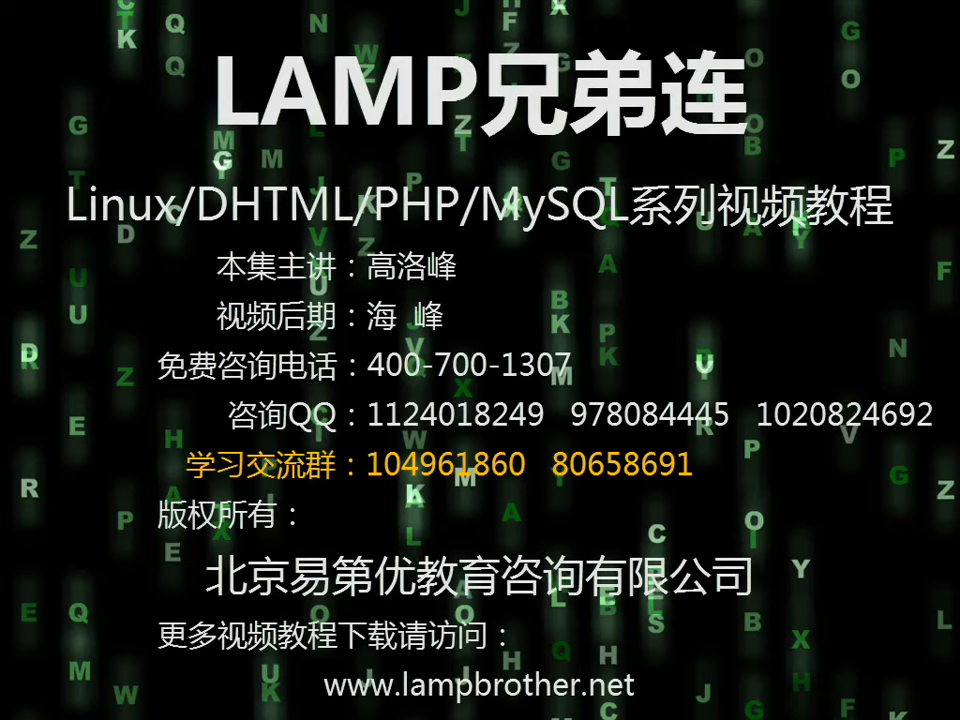 LAMP兄弟连
Linux/DHTML/PHP/MySQL系列视频教程
本集主讲：高洛峰
视频后期：海 峰
免费咨询电话：400-700-1307
咨询QQ：1124018249 978084445 1020824692
学习交流群：104961860 80658691
版权所有：
北京易第优教育咨询有限公司
更多视频教程下载请访问：
www.lampbrother.net